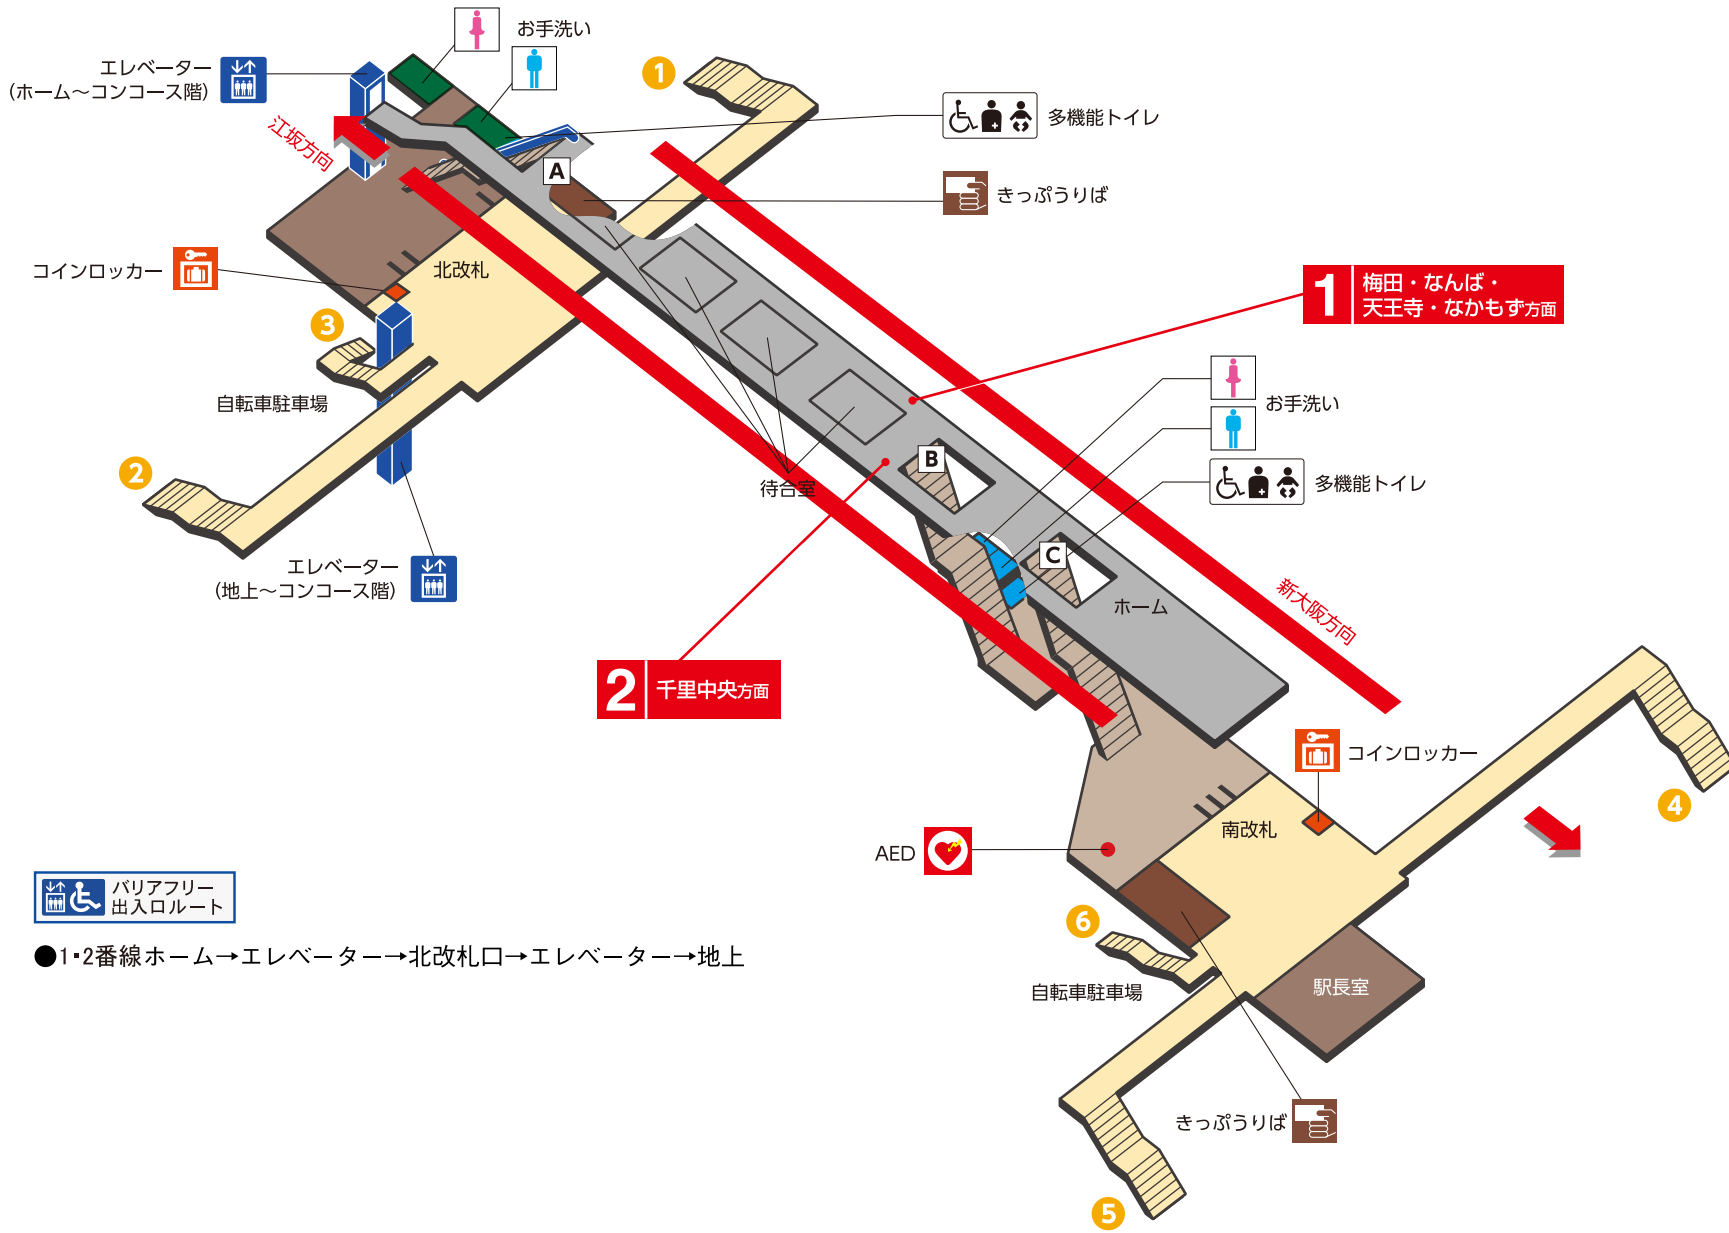 お手洗い
エレベーター
(ホーム～コンコース階)
1
江坂方向
多機能トイレ
A
きっぷうりば
コインロッカー
北改札
1
梅田・なんば・
天王寺・なかもず方面
3
自転車駐車場
お手洗い
2
待合室
B
多機能トイレ
エレベーター
(地上～コンコース階)
C
ホーム
新大阪方向
2
千里中央方面
コインロッカー
4
南改札
AED
バリアフリー
出入口ルート
6
●1・2番線ホーム→エレベーター→北改札口→エレベーター→地上
自転車駐車場
駅長室
きっぷうりば
5